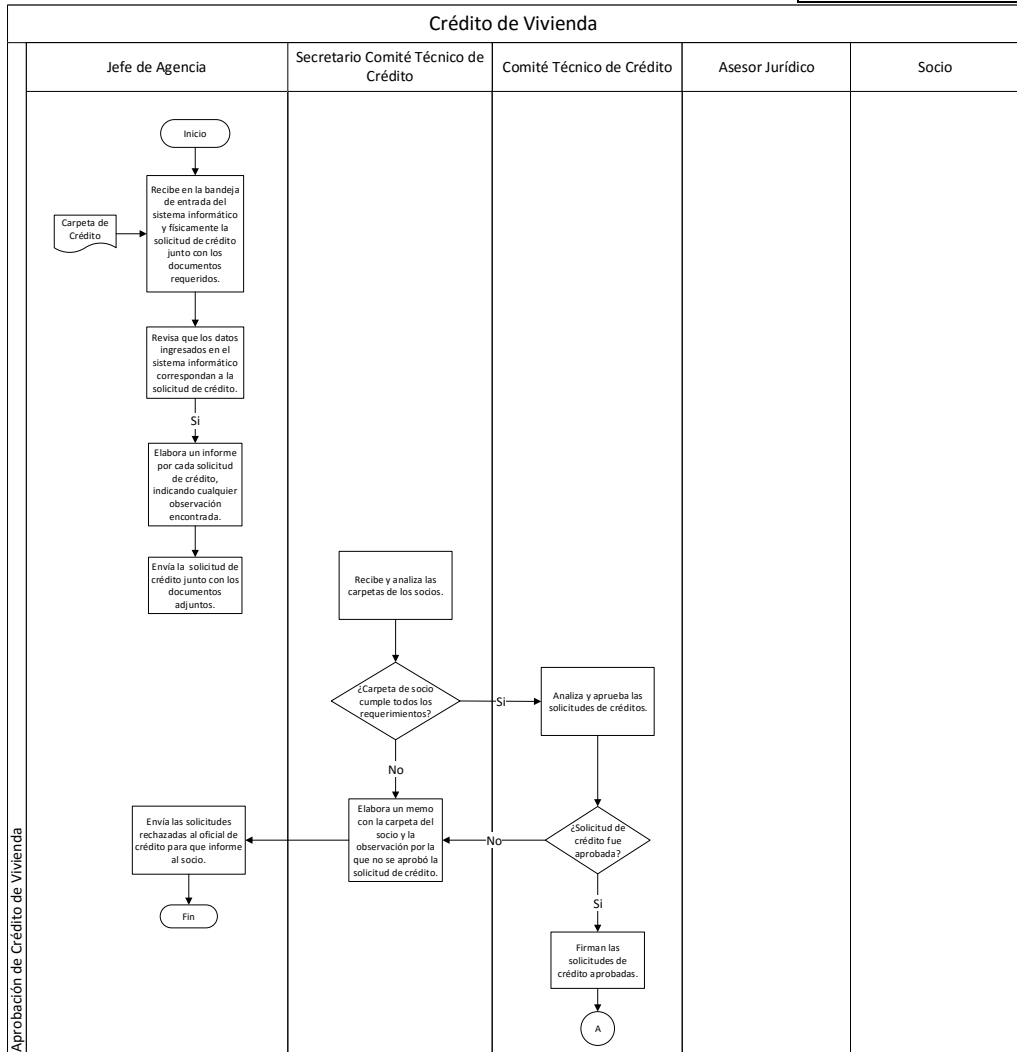 Crédito de Vivienda
Jefe de Agencia
Secretario Comité Técnico de
Crédito
Comité Técnico de Crédito
Asesor Jurídico
Socio
Inicio
Recibe en la bandeja
de entrada del
sistema informático
y físicamente la
solicitud de crédito
junto con los
documentos
requeridos.
Carpeta de
Crédito
Revisa que los datos
ingresados en el
sistema informático
correspondan a la
solicitud de crédito.
Si
Elabora un informe
por cada solicitud
de crédito,
indicando cualquier
observación
encontrada.
Envía la solicitud de
crédito junto con los
documentos
adjuntos.
Recibe y analiza las
carpetas de los socios.
¿Carpeta de socio
cumple todos los
requerimientos?
Si
Analiza y aprueba las
solicitudes de créditos.
No
Elabora un memo
con la carpeta del
socio y la
observación por la
que no se aprobó la
solicitud de crédito.
No
¿Solicitud de
crédito fue
aprobada?
Envía las solicitudes
rechazadas al oficial de
crédito para que informe
al socio.
Fin
Si
Firman las
solicitudes de
crédito aprobadas.
A
Aprobación de Crédito de Vivienda